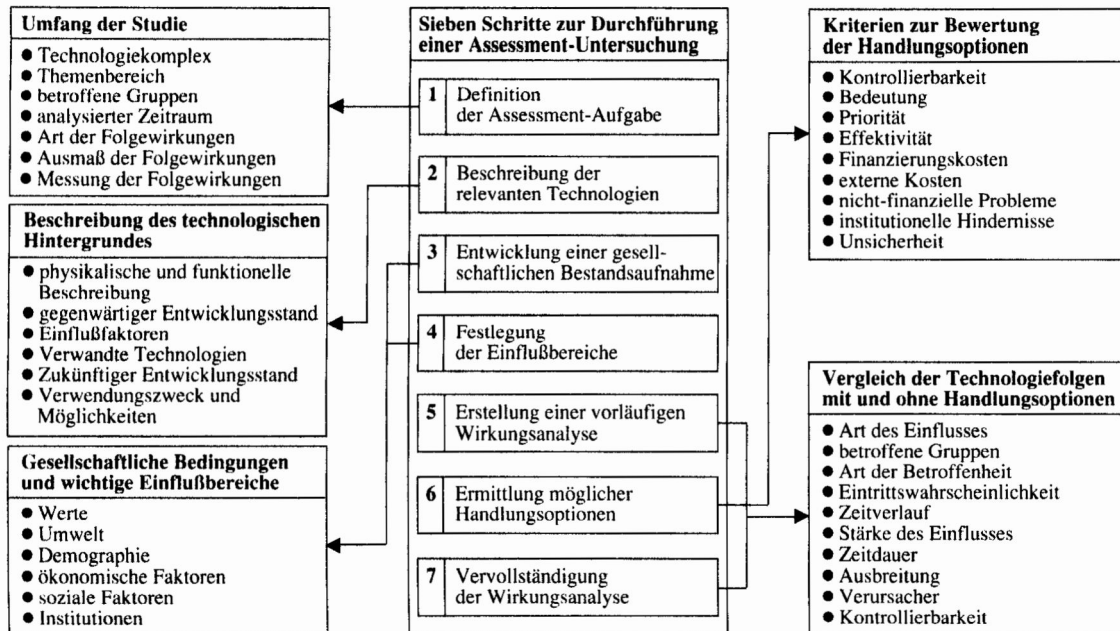 Umfang der Studie
● Technologiekomplex
● Themenbereich
● betroffene Gruppen
● analysierter Zeitraum
● Art der Folgewirkungen
● Ausmaß der Folgewirkungen
● Messung der Folgewirkungen
Beschreibung des technologischen
Hintergrundes
● physikalische und funktionelle
Beschreibung
● gegenwärtiger Entwicklungsstand
● Einflußfaktoren
● Verwandte Technologien
● Zukünftiger Entwicklungsstand
● Verwendungszweck und
Möglichkeiten
Gesellschaftliche Bedingungen
und wichtige Einflußbereiche
● Werte
● Umwelt
● Demographie
● ökonomische Faktoren
● soziale Faktoren
● Institutionen
Sieben Schritte zur Durchführung
einer Assessment-Untersuchung
1 Definition
der Assessment-Aufgabe
2 Beschreibung der
relevanten Technologien
3 Entwicklung einer gesell-
schaftlichen Bestandsaufnahme
4 Festlegung
der Einflußbereiche
5 Erstellung einer vorläufigen
Wirkungsanalyse
6 Ermittlung möglicher
Handlungsoptionen
7 Vervollständigung
der Wirkungsanalyse
Kriterien zur Bewertung
der Handlungsoptionen
● Kontrollierbarkeit
● Bedeutung
● Priorität
● Effektivität
● Finanzierungskosten
● externe Kosten
● nicht-finanzielle Probleme
● institutionelle Hindernisse
● Unsicherheit
Vergleich der Technologiefolgen
mit und ohne Handlungsoptionen
● Art des Einflusses
● betroffene Gruppen
● Art der Betroffenheit
● Eintrittswahrscheinlichkeit
● Zeitverlauf
● Stärke des Einflusses
● Zeitdauer
● Ausbreitung
● Verursacher
● Kontrollierbarkeit